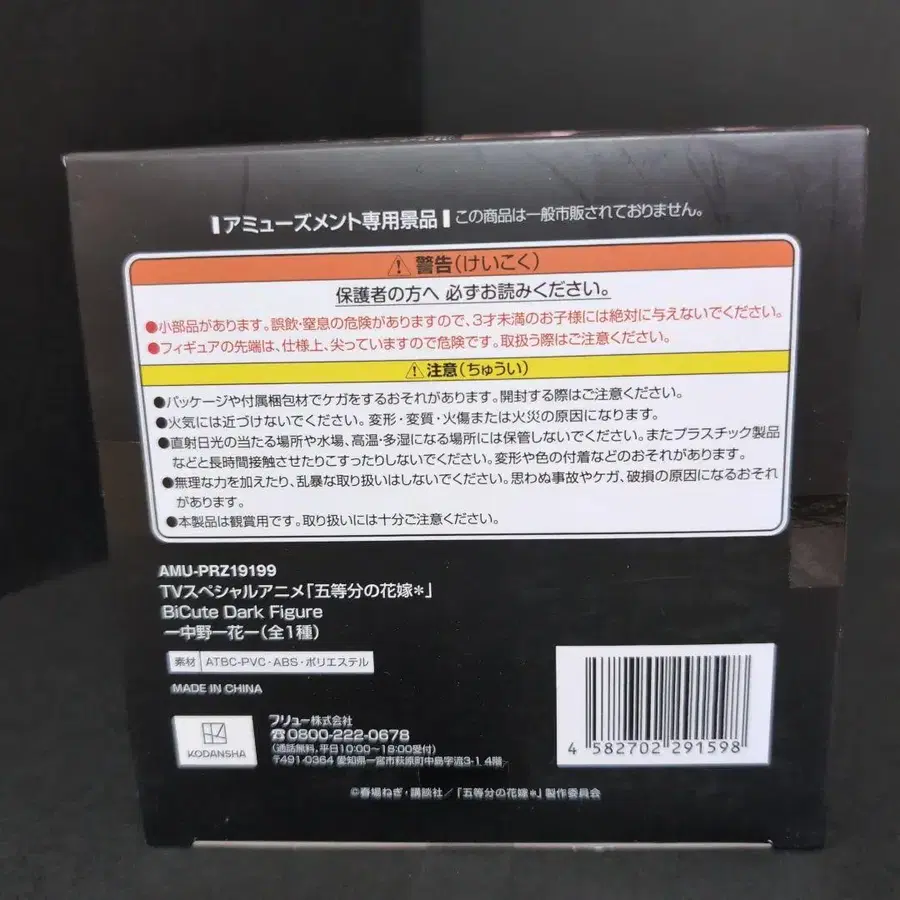 アミューズメント専用景品 この商品は一般市販されておりません。
⚠警告(けいこく)
保護者の方へ 必ずお読みください。
●小部品があります。誤飲・窒息の危険がありますので、3才未満のお子様には絶対に与えないでください。
●フィギュアの先端は、仕様上、尖っていますので危険です。取扱う際はご注意ください。
⚠注意(ちゅうい)
●パッケージや付属梱包材でケガをするおそれがあります。開封する際はご注意ください。
●火気には近づけないでください。変形・変質・火傷または火災の原因になります。
●直射日光の当たる場所や水場、高温・多湿になる場所には保管しないでください。またプラスチック製品
などと長時間接触させたりこすったりしないでください。変形や色の付着などのおそれがあります。
●無理な力を加えたり、乱暴な取り扱いはしないでください。思わぬ事故やケガ、破損の原因になるおそれ
があります。
●本製品は観賞用です。取り扱いには十分ご注意ください。
AMU-PRZ19199
TVスペシャルアニメ「五等分の花嫁*」
BiCute Dark Figure
ー中野一花ー(全1種)
素材 ATBC-PVC・ABS・ポリエステル
MADE IN CHINA
KODANSHA
フリュー株式会社
☎0800-222-0678
(通話無料、平日10:00〜18:00受付)
〒491-0364 愛知県一宮市萩原町中島字流3-1 4階
4 582702 291598
©春場ねぎ・講談社/「五等分の花嫁*」製作委員会